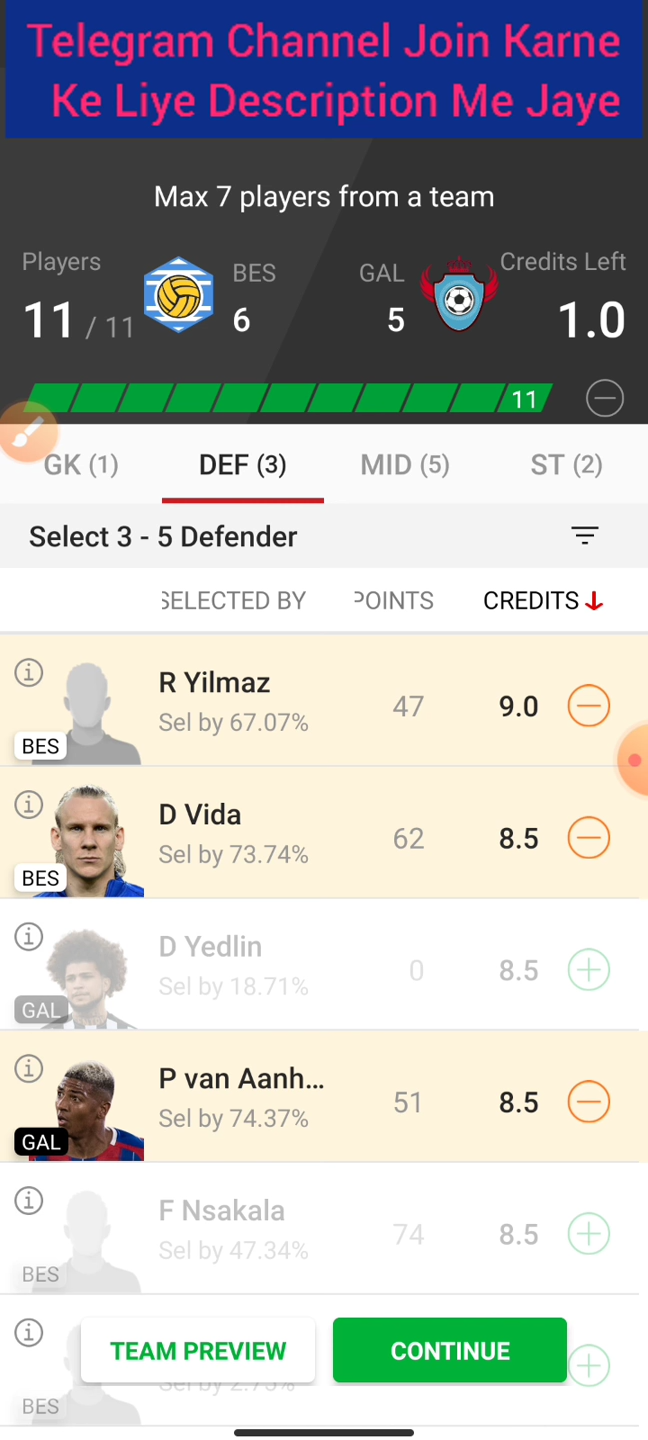 Telegram Channel Join Karne
Ke Liye Description Me Jaye
Max 7 players from a team
Players
BES
GAL
Credits Left
11 / 11
6
5
1.0
11
GK (1)
DEF (3)
MID (5)
ST (2)
Select 3 - 5 Defender
SELECTED BY
POINTS
CREDITS
R Yilmaz
Sel by 67.07%
47
9.0
BES
D Vida
Sel by 73.74%
62
8.5
BES
D Yedlin
Sel by 18.71%
0
8.5
GAL
P van Aanh...
Sel by 74.37%
51
8.5
GAL
F Nsakala
Sel by 47.34%
74
8.5
BES
TEAM PREVIEW
CONTINUE
Sel by 2.73%
BES